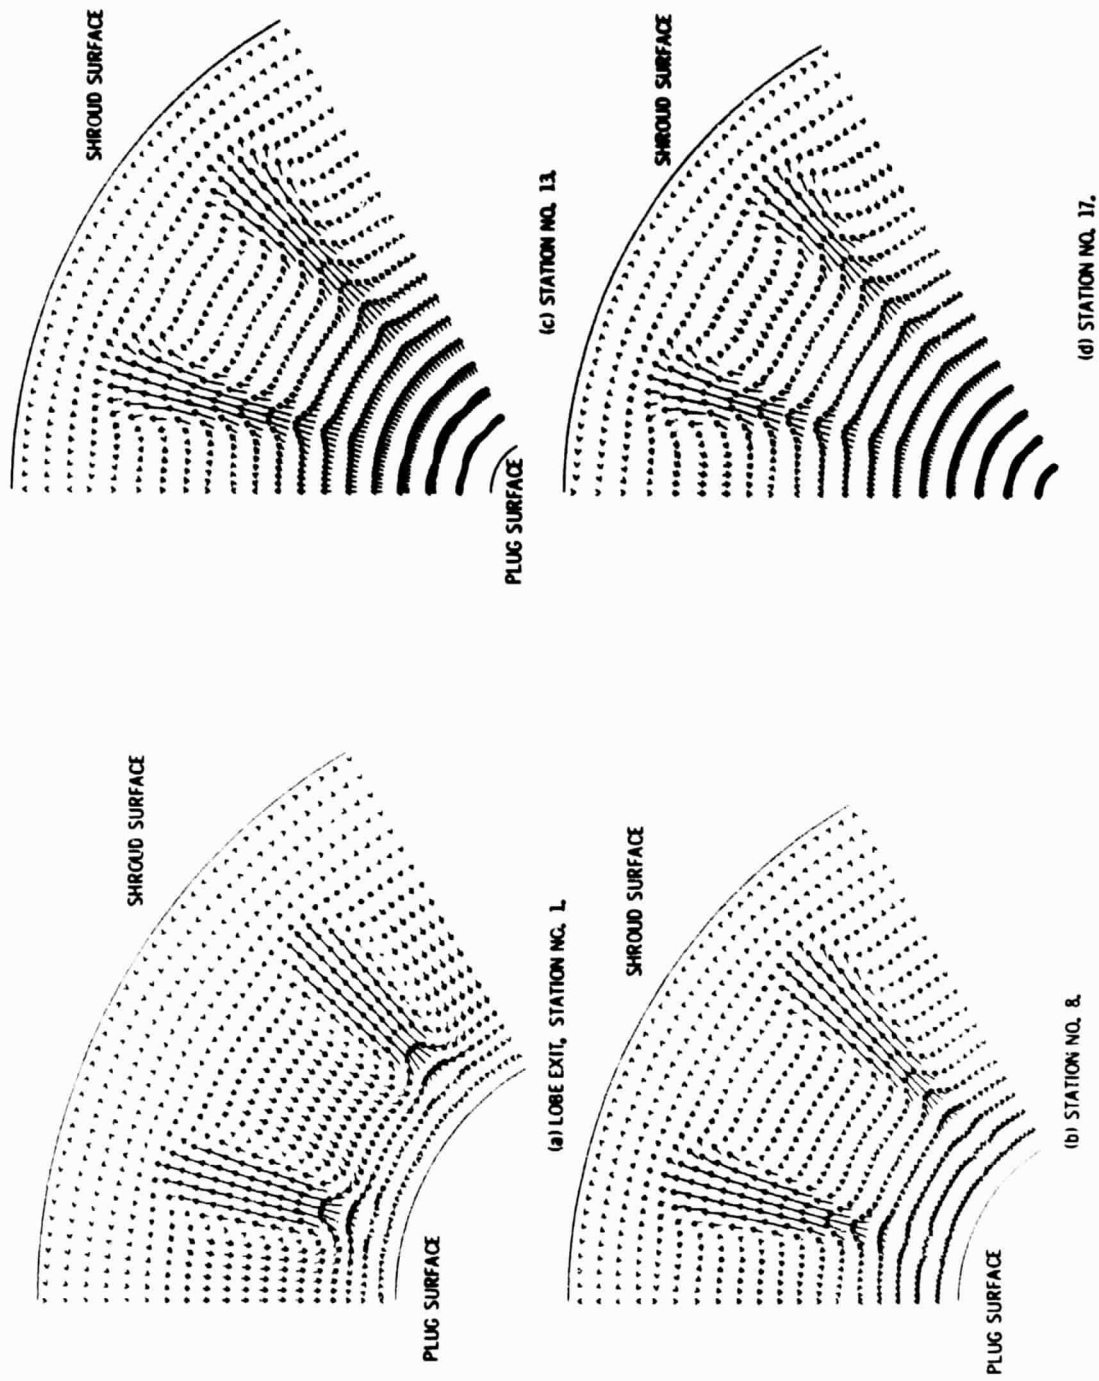 SHROUD SURFACE
PLUG SURFACE
(a) LOBE EXIT, STATION NO. 1.
SHROUD SURFACE
PLUG SURFACE
(b) STATION NO. 8.
SHROUD SURFACE
PLUG SURFACE
(c) STATION NO. 13.
SHROUD SURFACE
(d) STATION NO. 17.